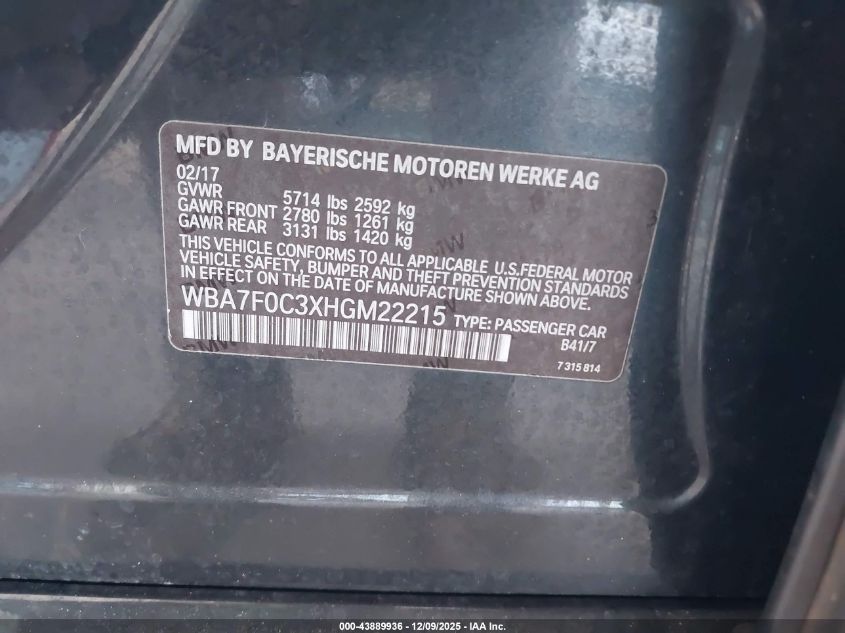 MFD BY BAYERISCHE MOTOREN WERKE AG
02/17
GVWR 5714 lbs 2592 kg
GAWR FRONT 2780 lbs 1261 kg
GAWR REAR 3131 lbs 1420 kg
THIS VEHICLE CONFORMS TO ALL APPLICABLE U.S.FEDERAL MOTOR
VEHICLE SAFETY, BUMPER AND THEFT PREVENTION STANDARDS
IN EFFECT ON THE DATE OF MANUFACTURE SHOWN ABOVE.
WBA7F0C3XHGM22215 TYPE: PASSENGER CAR
B41/7
7 315 814
000-43889936 - 12/09/2025 - IAA Inc.